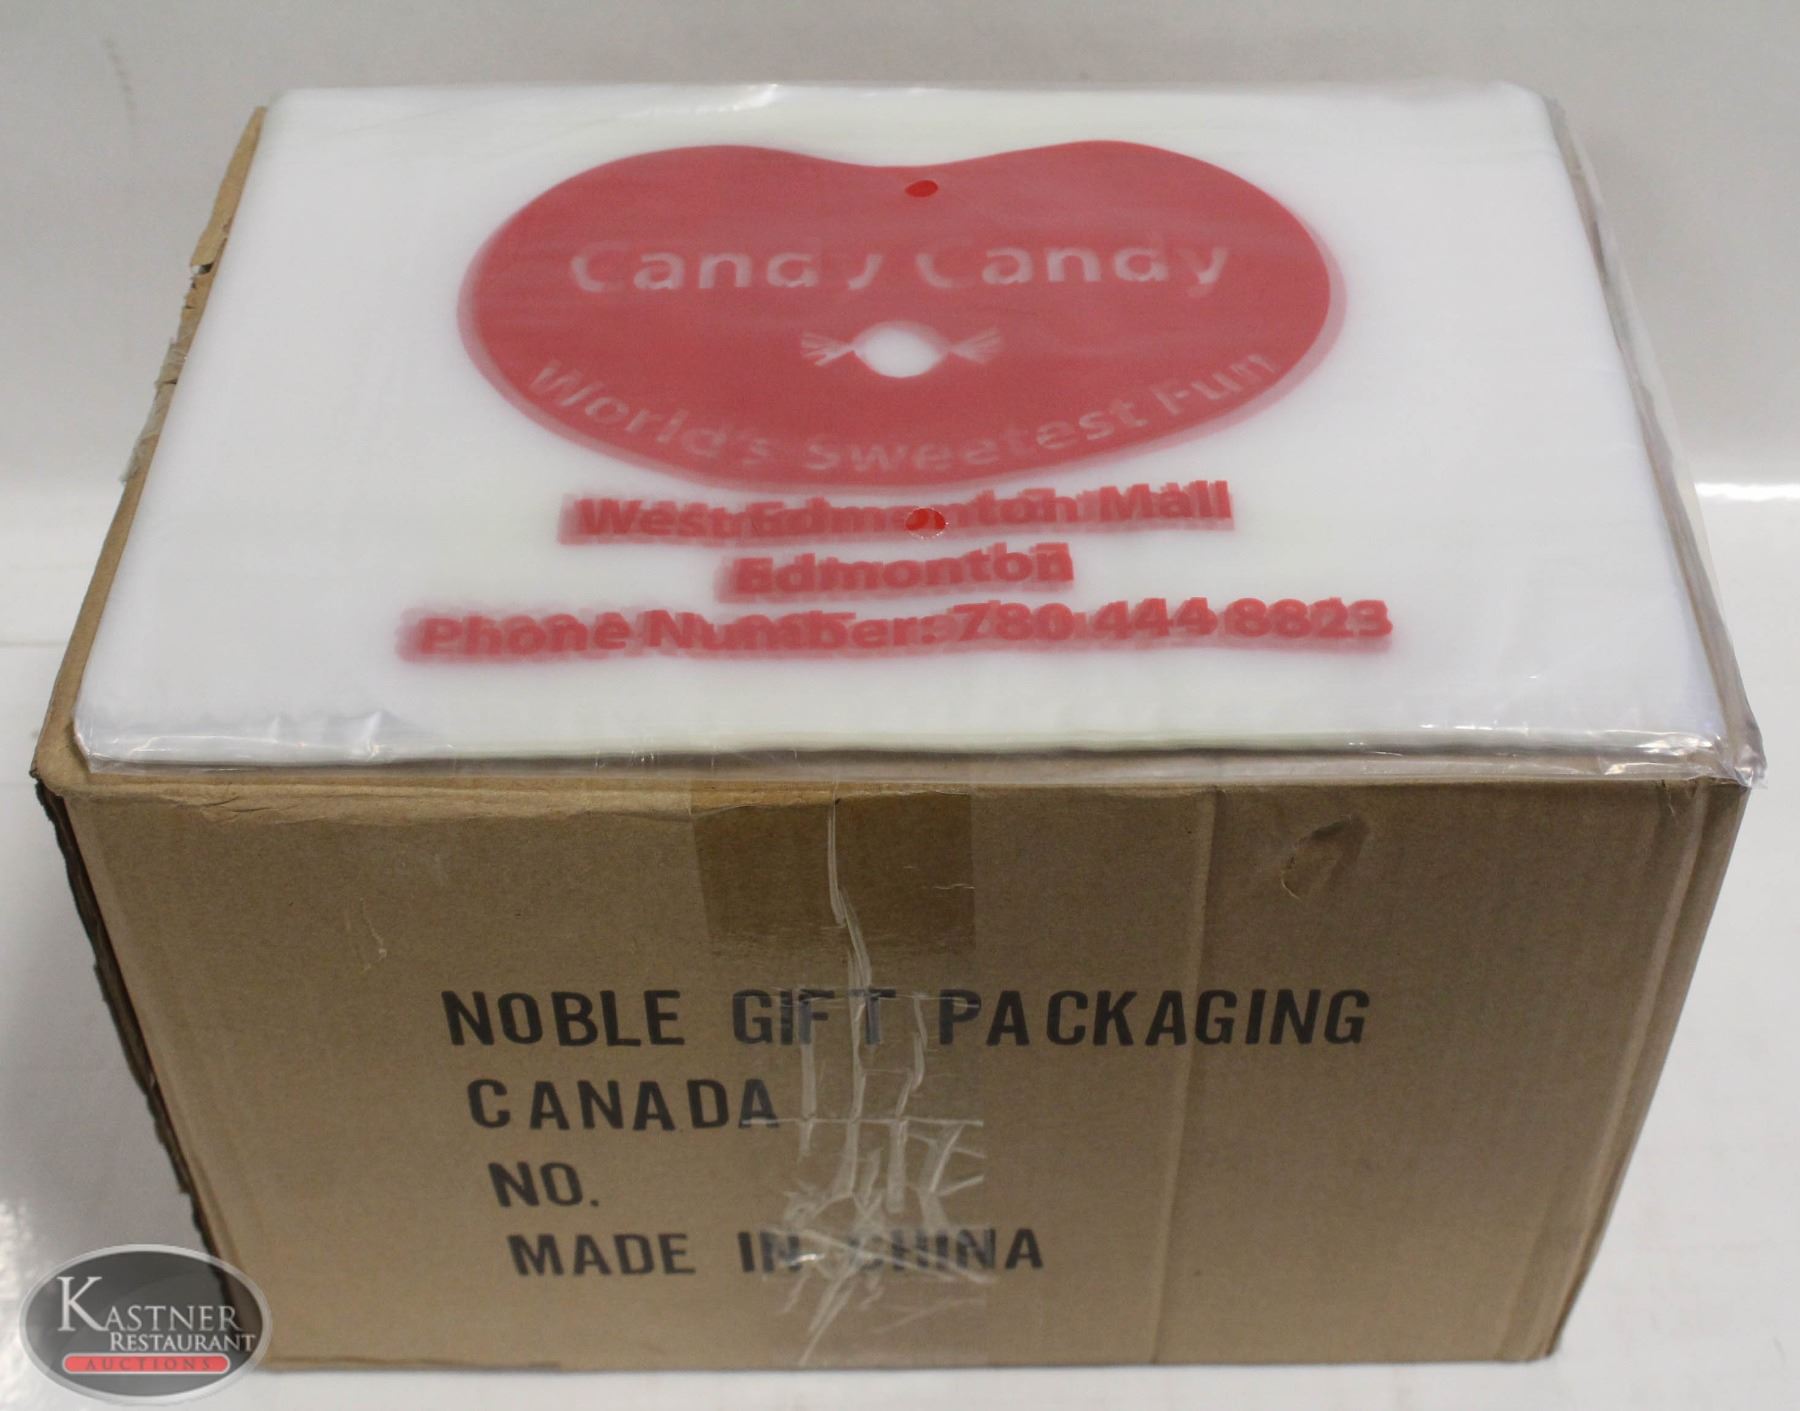 Candy Candy
World's Sweetest Fun
West Edmonton Mall
Edmonton
Phone Number: 780 444 8823
NOBLE GIFT PACKAGING
CANADA
NO.
MADE IN CHINA
KASTNER
RESTAURANT
AUCTIONS